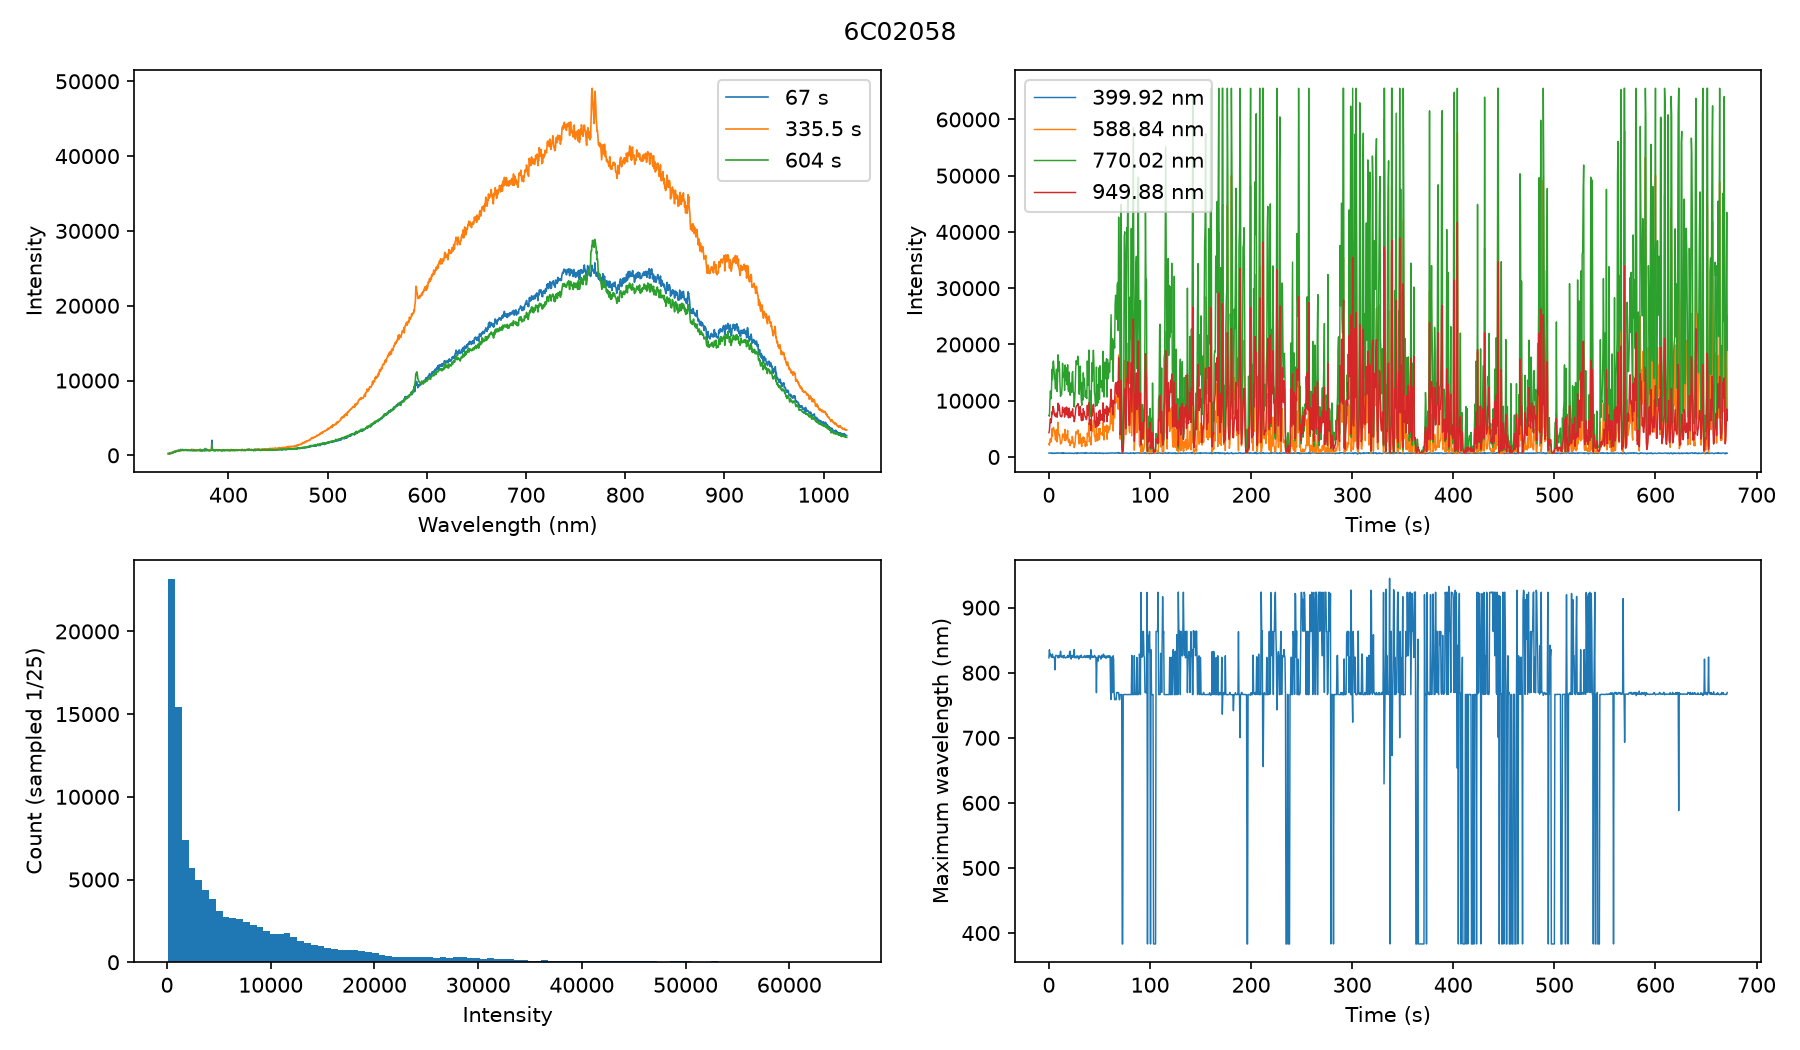 6C02058
50000
40000
30000
20000
10000
0
Intensity
400 500 600 700 800 900 1000
Wavelength (nm)
67 s
335.5 s
604 s
60000
50000
40000
30000
20000
10000
0
Intensity
0 100 200 300 400 500 600 700
Time (s)
399.92 nm
588.84 nm
770.02 nm
949.88 nm
20000
15000
10000
5000
0
Count (sampled 1/25)
0 10000 20000 30000 40000 50000 60000
Intensity
900
800
700
600
500
400
Maximum wavelength (nm)
0 100 200 300 400 500 600 700
Time (s)